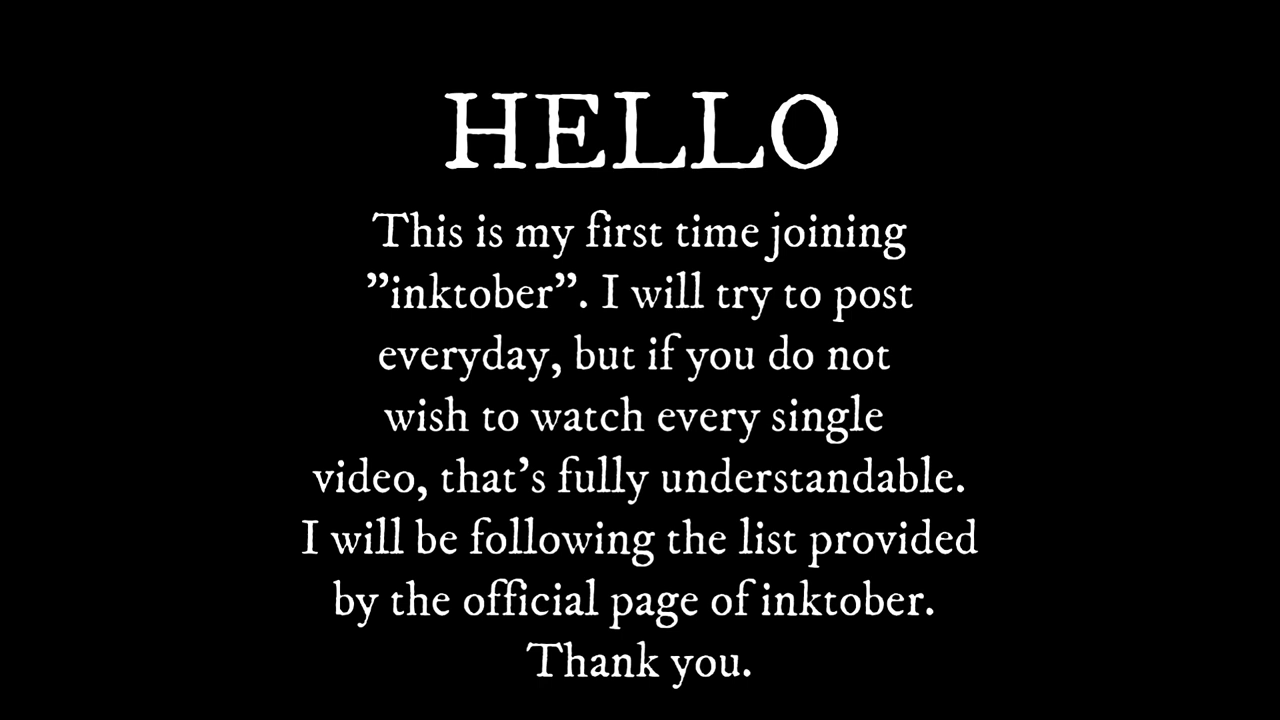 HELLO
This is my first time joining
”inktober”. I will try to post
everyday, but if you do not
wish to watch every single
video, that’s fully understandable.
I will be following the list provided
by the official page of inktober.
Thank you.